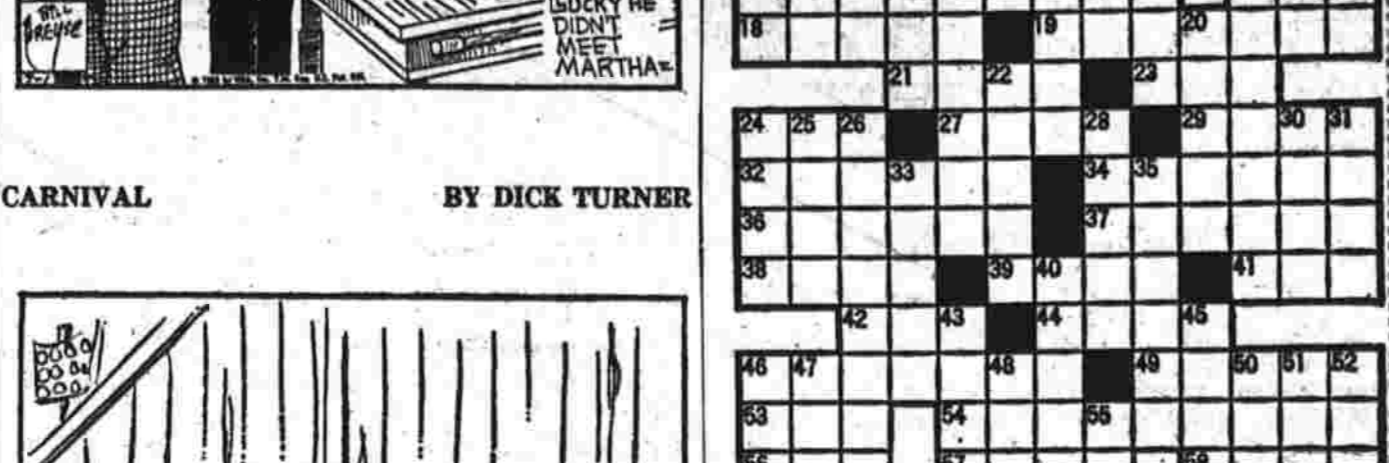 LUCKY HE
DIDN'T
MEET
MARTHA=
CARNIVAL BY DICK TURNER
18 19 20
21 22 23
24 25 26 27 28 29 30 31
32 33 34 35
36 37
38 39 40 41
42 43 44 45
46 47 48 49 50 51 52
53 54 55